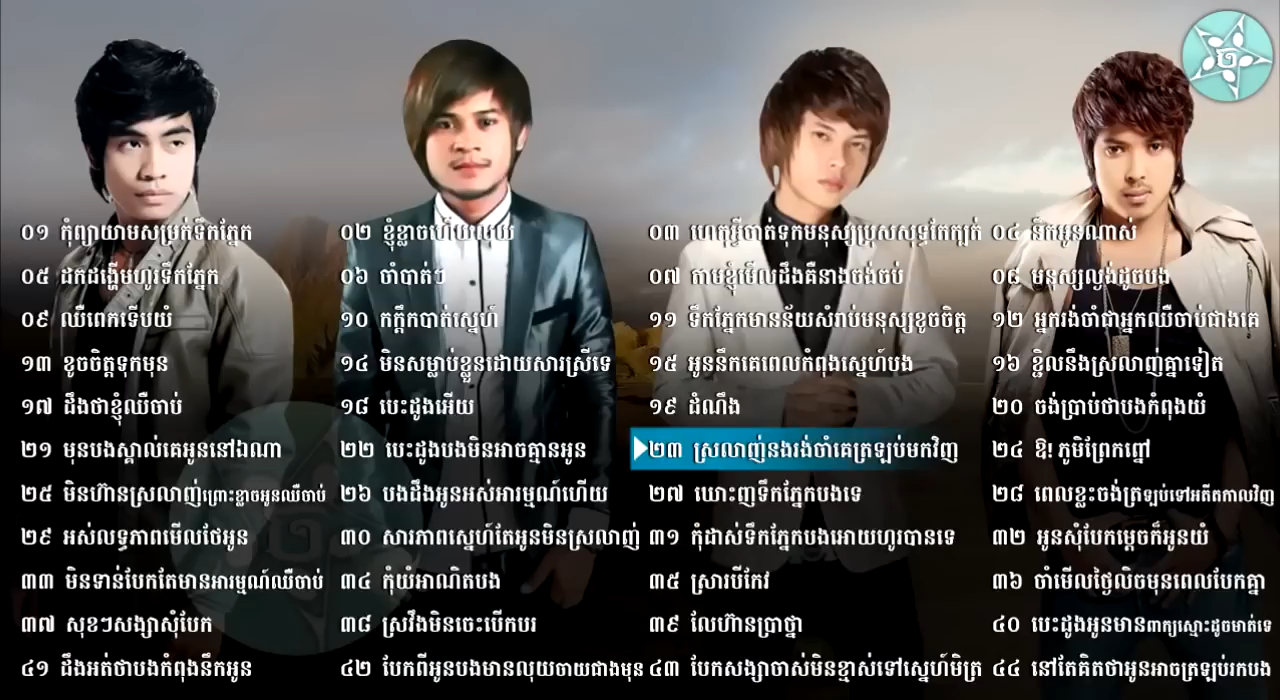 ០១ កុំព្យាយាមសម្រក់ទឹកភ្នែក ០២ ខ្ញុំខ្លាចហើយលុយ ០៣ ហេតុអ្វីចាត់ទុកមនុស្សប្រុសសុទ្ធតែក្បត់ ០៤ នឹកអូនណាស់
០៥ ដកដង្ហើមហូរទឹកភ្នែក ០៦ ចាំបាត់ៗ ០៧ តាមខ្ញុំមើលដឹងគឺនាងចង់ចប់ ០៨ មនុស្សល្ងង់ដូចបង
០៩ ឈឺពេកទើបយំ ១០ កក្ដឹកបាត់ស្នេហ៍ ១១ ទឹកភ្នែកមានន័យសំរាប់មនុស្សខូចចិត្ត ១២ អ្នករង់ចាំជាអ្នកឈឺចាប់ជាងគេ
១៣ ខូចចិត្តទុកមុន ១៤ មិនសម្លាប់ខ្លួនដោយសារស្រីទេ ១៥ អូននឹកគេពេលកំពុងស្នេហ៍បង ១៦ ខ្ជិលនឹងស្រលាញ់គ្នាទៀត
១៧ ដឹងថាខ្ញុំឈឺចាប់ ១៨ បេះដូងអើយ ១៩ ដំណឹង ២០ ចង់ប្រាប់ថាបងកំពុងយំ
២១ មុនបងស្គាល់គេអូននៅឯណា ២២ បេះដូងបងមិនអាចគ្មានអូន ២៣ ស្រលាញ់នងរង់ចាំគេត្រឡប់មកវិញ ២៤ ឱ! ភូមិព្រែកព្នៅ
២៥ មិនហ៊ានស្រលាញ់ព្រោះខ្លាចអូនឈឺចាប់ ២៦ បងដឹងអូនអស់អារម្មណ៍ហើយ ២៧ ឃោះញទឹកភ្នែកបងទេ ២៨ ពេលខ្លះចង់ត្រឡប់ទៅអតីតកាលវិញ
២៩ អស់លទ្ធភាពមើលថែអូន ៣០ សារភាពស្នេហ៍តែអូនមិនស្រលាញ់ ៣១ កុំដាស់ទឹកភ្នែកបងអោយហូរបានទេ ៣២ អូនសុំបែកម្ដេចក៏អូនយំ
៣៣ មិនទាន់បែកតែមានអារម្មណ៍ឈឺចាប់ ៣៤ កុំយំអាណិតបង ៣៥ ស្រាបីកែវ ៣៦ ចាំមើលថ្ងៃលិចមុនពេលបែកគ្នា
៣៧ សុខៗសង្សាសុំបែក ៣៨ ស្រវឹងមិនចេះបើកបរ ៣៩ លែហ៊ានប្រាថ្នា ៤០ បេះដូងអូនមានពាក្យស្មោះដូចមាត់ទេ
៤១ ដឹងអត់ថាបងកំពុងនឹកអូន ៤២ បែកពីអូនបងមានលុយចាយជាងមុន ៤៣ បែកសង្សាចាស់មិនខ្មាស់ទៅស្នេហ៍មិត្រ ៤៤ នៅតែគិតថាអូនអាចត្រឡប់រកបង